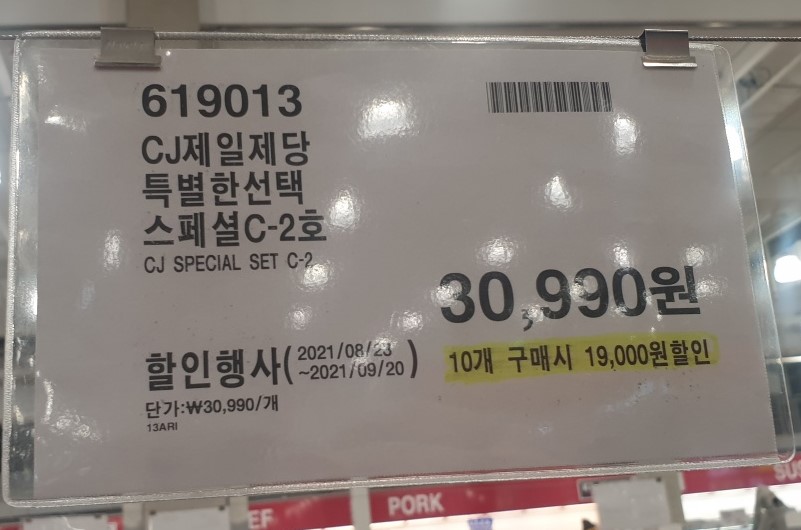 619013
CJ제일제당
특별한선택
스페셜C-2호
CJ SPECIAL SET C-2
30,990원
10개 구매시 19,000원할인
할인행사(2021/08/23
~2021/09/20)
단가:₩30,990/개
13ARI
PORK